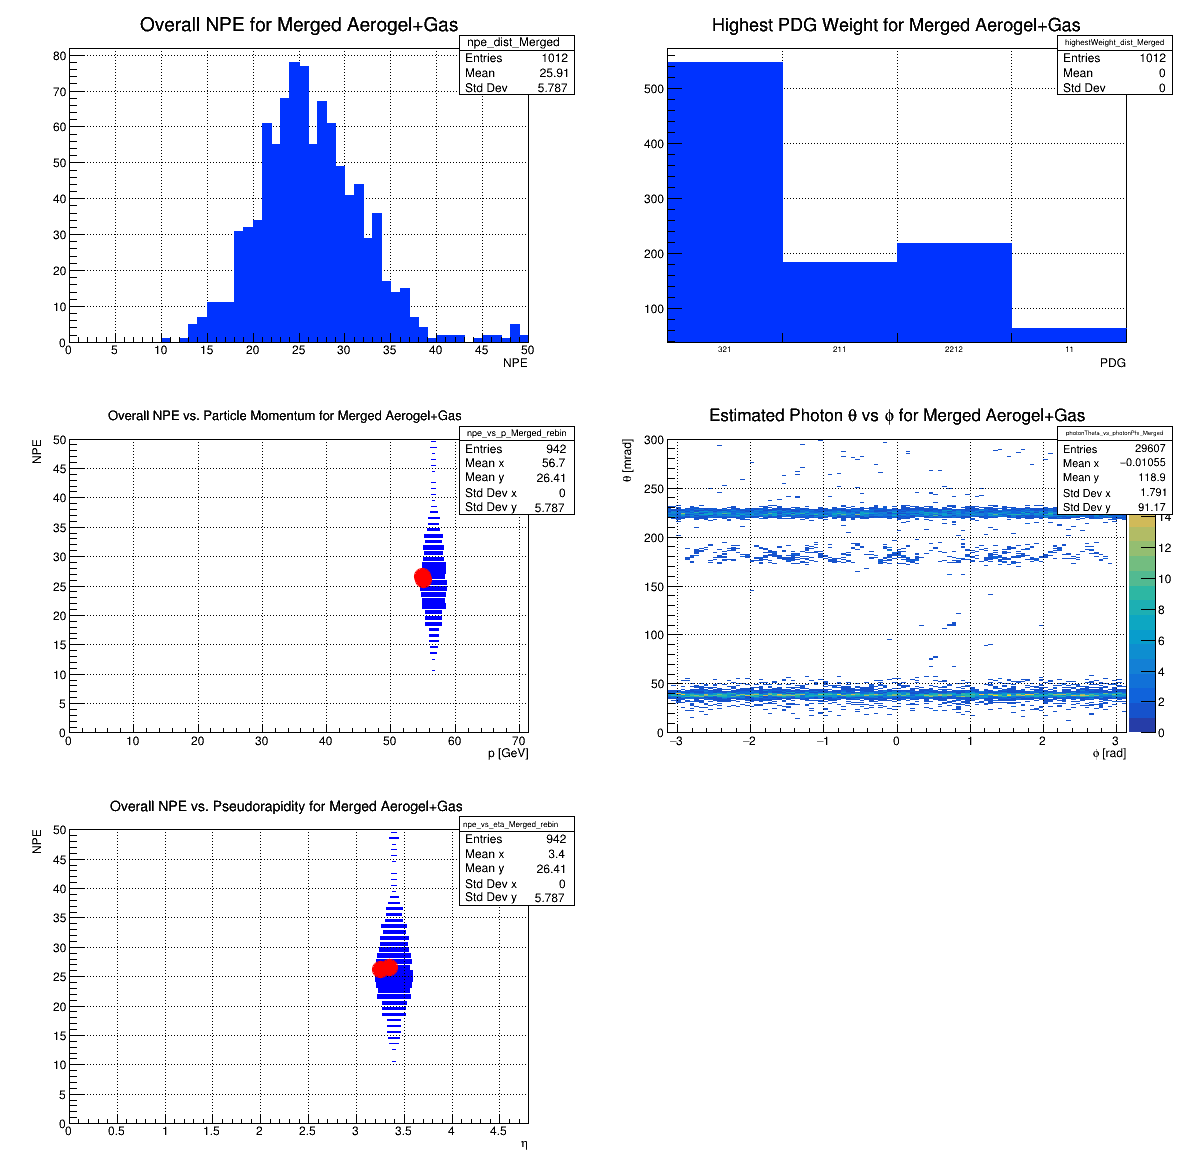 Overall NPE for Merged Aerogel+Gas
npe_dist_Merged
Entries 1012
Mean 25.91
Std Dev 5.787
80
70
60
50
40
30
20
10
0
0 5 10 15 20 25 30 35 40 45 50
NPE
Highest PDG Weight for Merged Aerogel+Gas
highestWeight_dist_Merged
Entries 1012
Mean 0
Std Dev 0
500
400
300
200
100
321 211 2212 11
PDG
Overall NPE vs. Particle Momentum for Merged Aerogel+Gas
npe_vs_p_Merged_rebin
Entries 942
Mean x 56.7
Mean y 26.41
Std Dev x 0
Std Dev y 5.787
NPE
50
45
40
35
30
25
20
15
10
5
0
0 10 20 30 40 50 60 70
p [GeV]
Estimated Photon θ vs ϕ for Merged Aerogel+Gas
photonTheta_vs_photonPhi_Merged
Entries 29607
Mean x −0.01055
Mean y 118.9
Std Dev x 1.791
Std Dev y 91.17
θ [mrad]
300
250
200
150
100
50
0
−3 −2 −1 0 1 2 3
ϕ [rad]
14
12
10
8
6
4
2
0
Overall NPE vs. Pseudorapidity for Merged Aerogel+Gas
npe_vs_eta_Merged_rebin
Entries 942
Mean x 3.4
Mean y 26.41
Std Dev x 0
Std Dev y 5.787
NPE
50
45
40
35
30
25
20
15
10
5
0
0 0.5 1 1.5 2 2.5 3 3.5 4 4.5
η